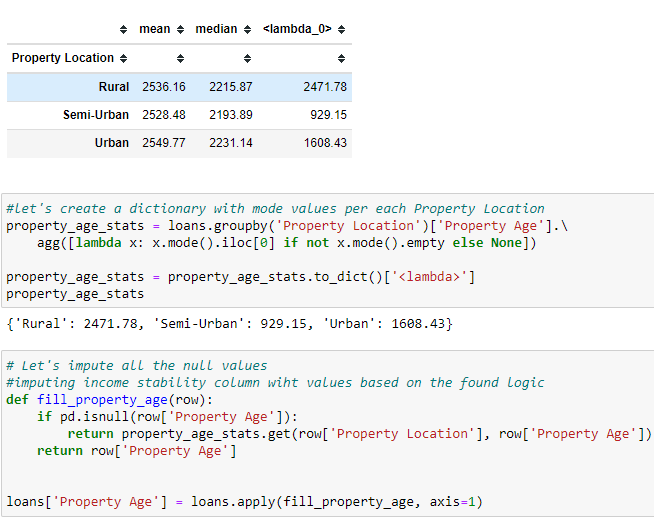 mean median <lambda_0>
Property Location
Rural 2536.16 2215.87 2471.78
Semi-Urban 2528.48 2193.89 929.15
Urban 2549.77 2231.14 1608.43
#let's create a dictionary with mode values per each Property Location
property_age_stats = loans.groupby('Property Location')['Property Age'].\
    agg([lambda x: x.mode().iloc[0] if not x.mode().empty else None])
property_age_stats = property_age_stats.to_dict()['<lambda>']
property_age_stats
{'Rural': 2471.78, 'Semi-Urban': 929.15, 'Urban': 1608.43}
# Let's impute all the null values
#imputing income stability column wiht values based on the found logic
def fill_property_age(row):
    if pd.isnull(row['Property Age']):
        return property_age_stats.get(row['Property Location'], row['Property Age'])
    return row['Property Age']
loans['Property Age'] = loans.apply(fill_property_age, axis=1)